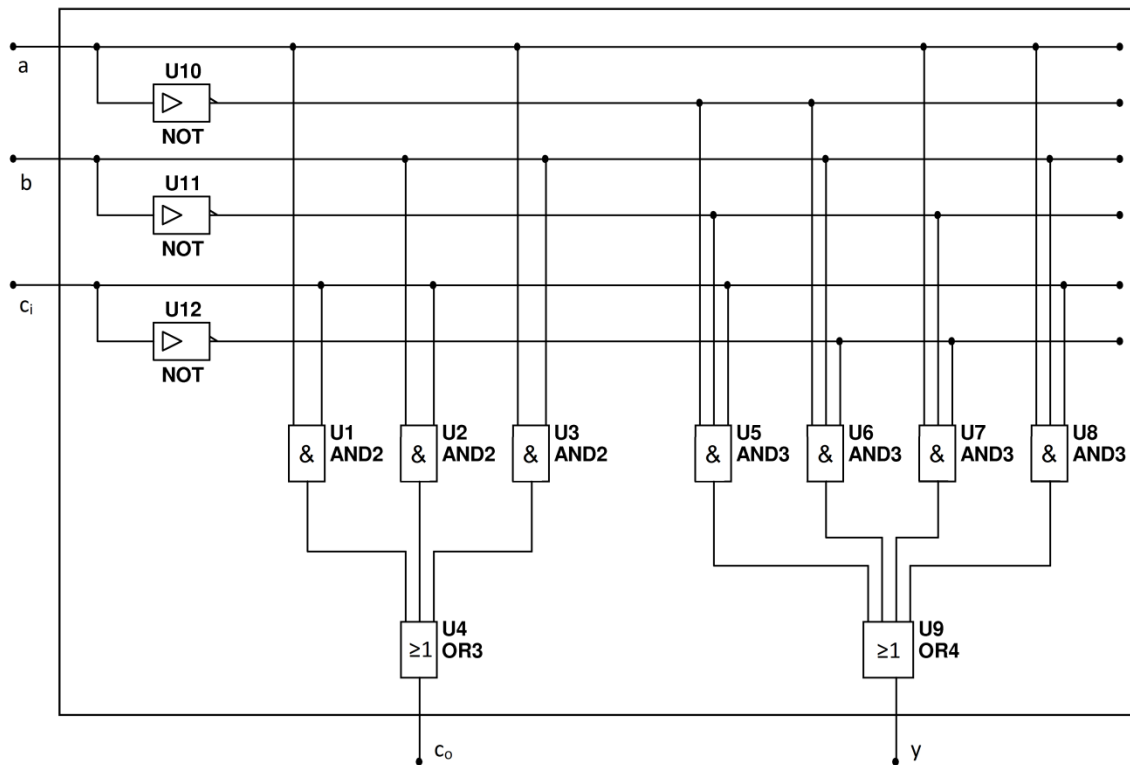 a
U10
NOT
b
U11
NOT
cᵢ
U12
NOT
& U1 AND2
& U2 AND2
& U3 AND2
& U5 AND3
& U6 AND3
& U7 AND3
& U8 AND3
≥1 U4 OR3
≥1 U9 OR4
cₒ
y